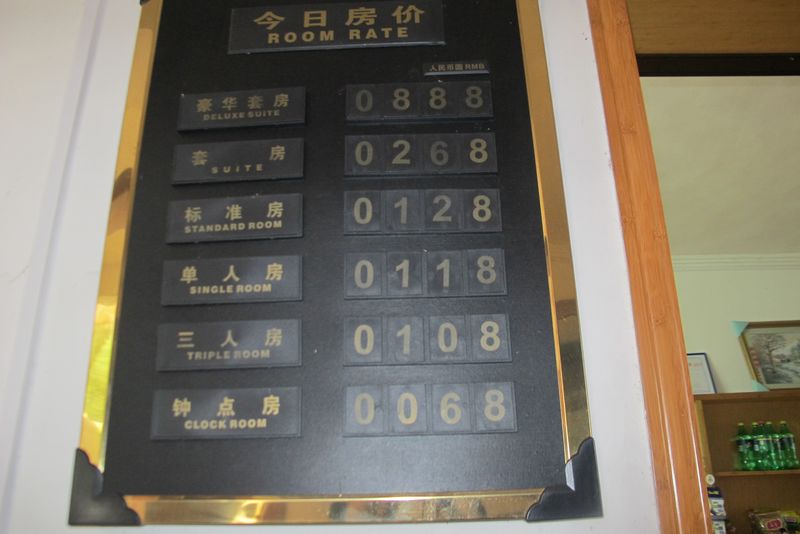 今日房价
ROOM RATE
人民币圆 RMB
豪华套房 0888
DELUXE SUITE
套房 0268
SUITE
标准房 0128
STANDARD ROOM
单人房 0118
SINGLE ROOM
三人房 0108
TRIPLE ROOM
钟点房 0068
CLOCK ROOM